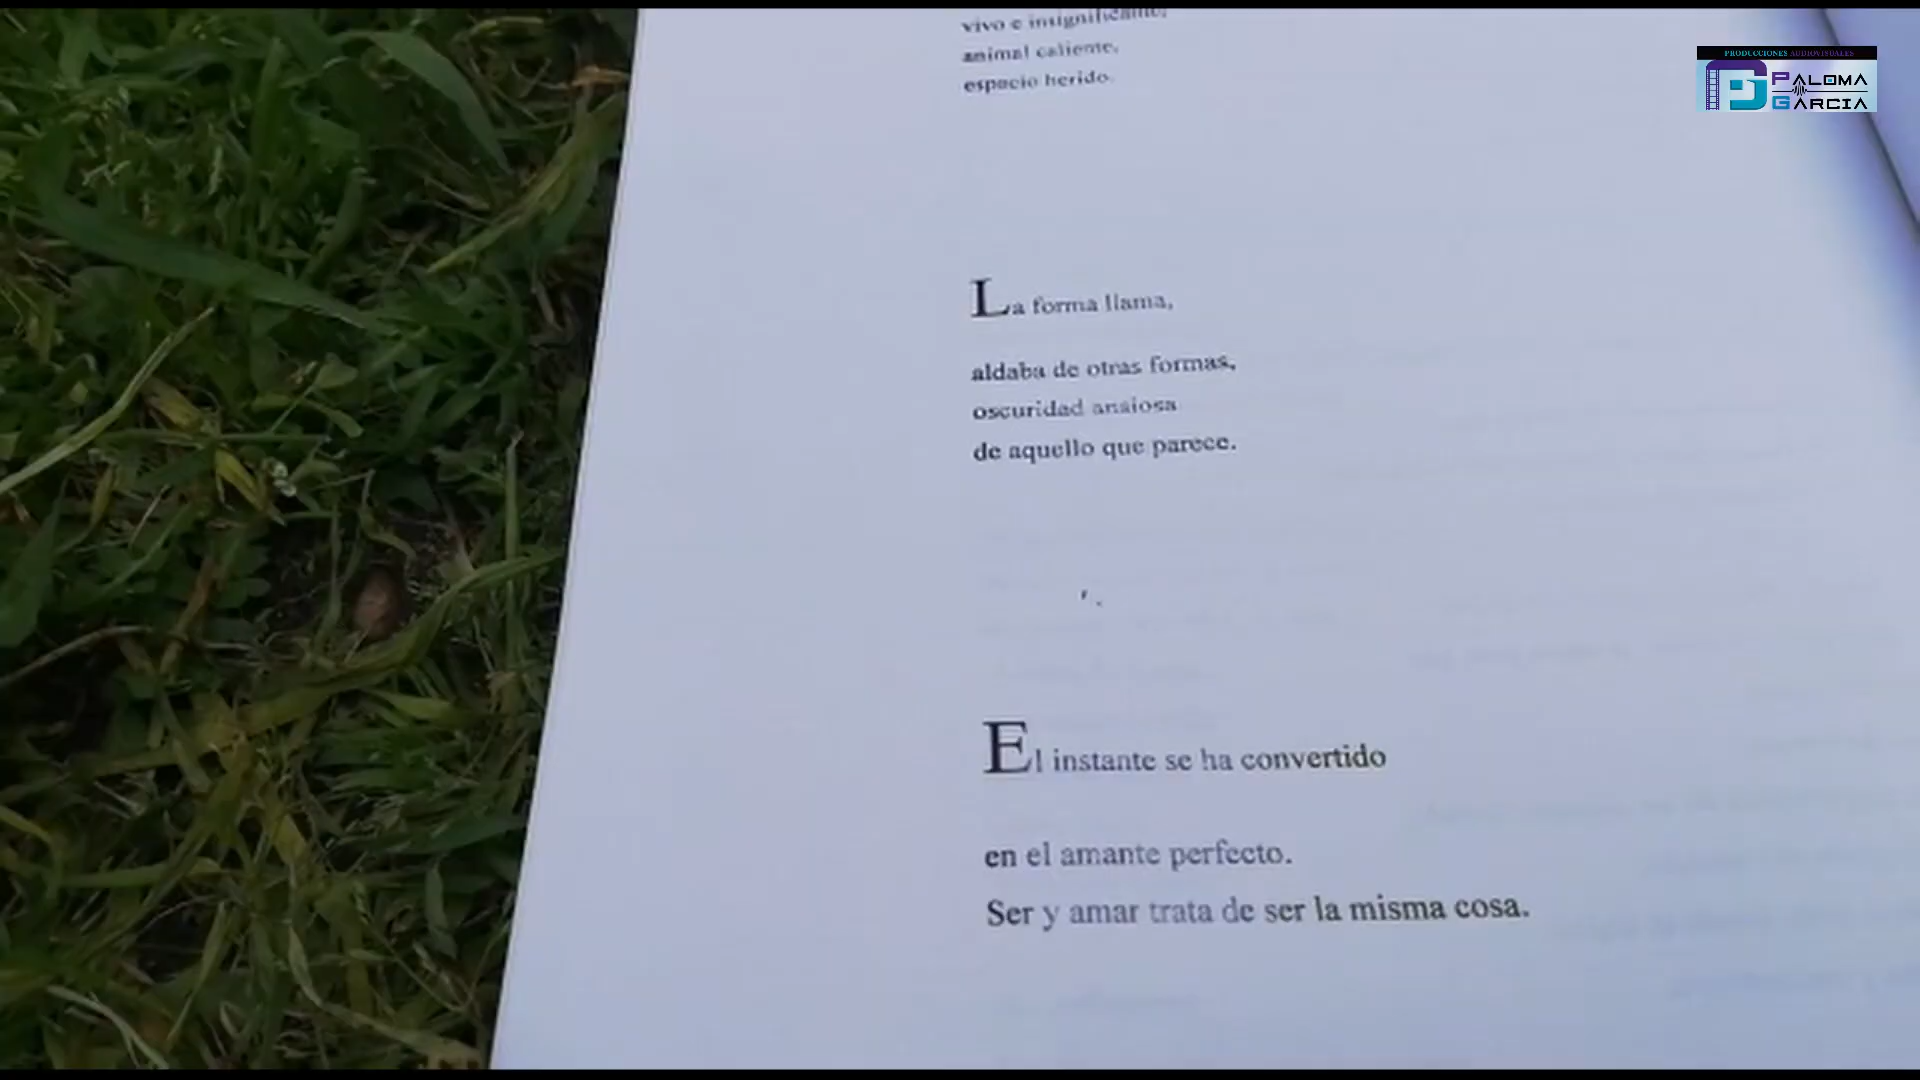 vivo e insignificante,
animal caliente,
espacio herido.
La forma llama,
aldaba de otras formas,
oscuridad ansiosa
de aquello que parece.
El instante se ha convertido
en el amante perfecto.
Ser y amar trata de ser la misma cosa.
PRODUCCIONES AUDIOVISUALES
PALOMA
GARCIA